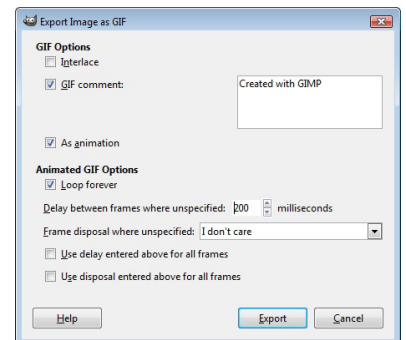 Export Image as GIF
GIF Options
Interlace
GIF comment:
Created with GIMP
As animation
Animated GIF Options
Loop forever
Delay between frames where unspecified: 200 milliseconds
Frame disposal where unspecified: I don't care
Use delay entered above for all frames
Use disposal entered above for all frames
Help Export Cancel